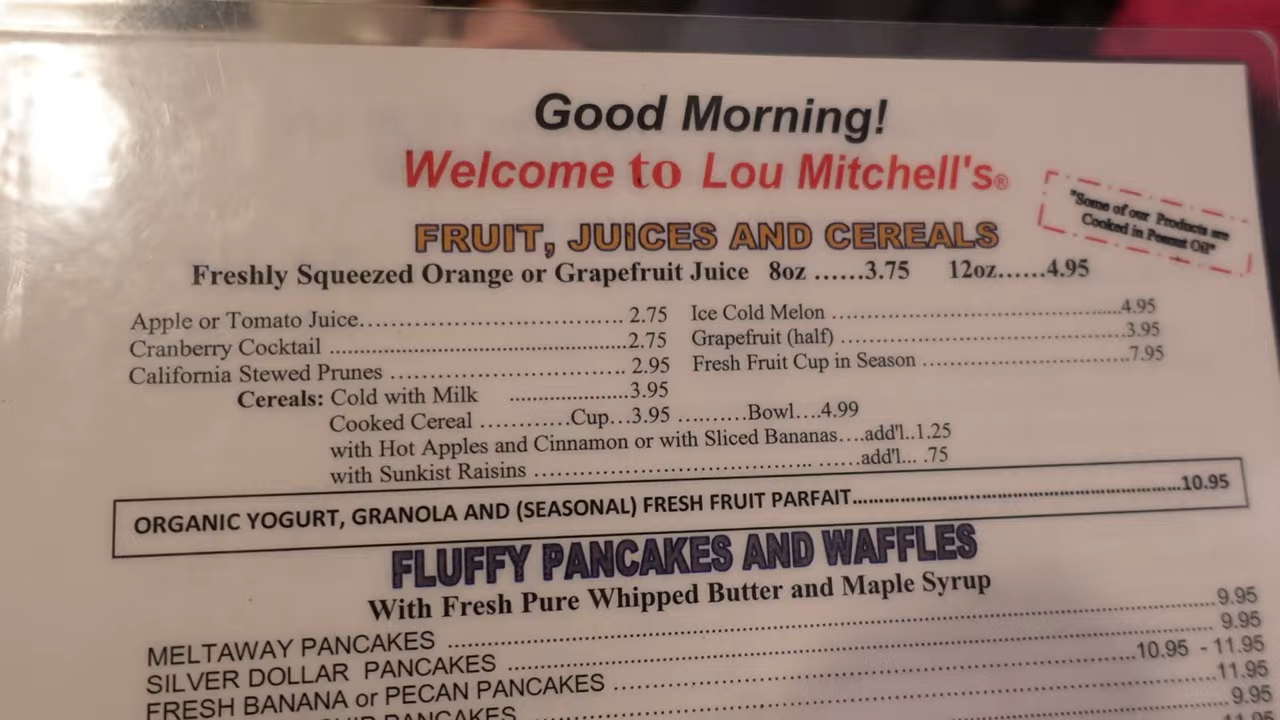 Good Morning!
Welcome to Lou Mitchell's®
"Some of our Products are
Cooked in Peanut Oil"
FRUIT, JUICES AND CEREALS
Freshly Squeezed Orange or Grapefruit Juice 8oz ......3.75 12oz......4.95
Apple or Tomato Juice.................................... 2.75
Cranberry Cocktail ..................................................2.75
California Stewed Prunes ................................ 2.95
Ice Cold Melon ......................................................4.95
Grapefruit (half) .....................................................3.95
Fresh Fruit Cup in Season ......................................7.95
Cereals: Cold with Milk ......................3.95
Cooked Cereal ............Cup...3.95 ..........Bowl....4.99
with Hot Apples and Cinnamon or with Sliced Bananas....add'l..1.25
with Sunkist Raisins ..................................... ......add'l... .75
ORGANIC YOGURT, GRANOLA AND (SEASONAL) FRESH FRUIT PARFAIT.............................................................10.95
FLUFFY PANCAKES AND WAFFLES
With Fresh Pure Whipped Butter and Maple Syrup
MELTAWAY PANCAKES ..........................................................................................9.95
SILVER DOLLAR PANCAKES ..................................................................................9.95
FRESH BANANA or PECAN PANCAKES ......................................................10.95 - 11.95
PANCAKES 11.95
9.95